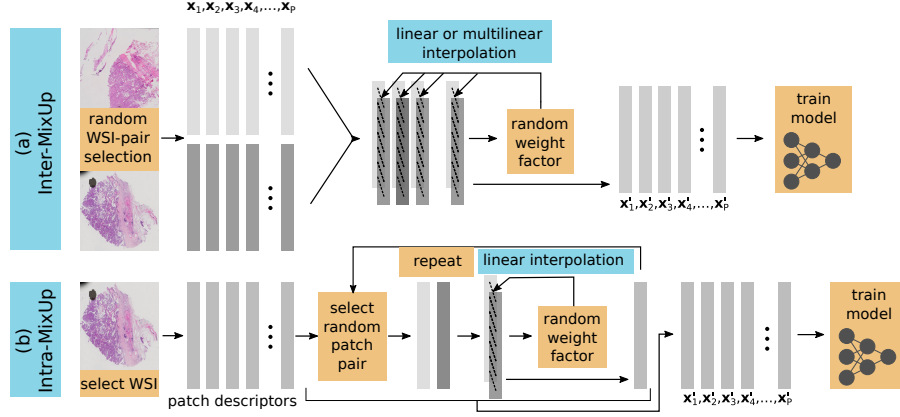 x₁,x₂,x₃,x₄,...,xₚ
(a)
Inter-MixUp
random
WSI-pair
selection
linear or multilinear
interpolation
random
weight
factor
x'₁,x'₂,x'₃,x'₄,...,x'ₚ
train
model
(b)
Intra-MixUp
select WSI
patch descriptors
select
random
patch
pair
repeat
linear interpolation
random
weight
factor
x'₁,x'₂,x'₃,x'₄,...,x'ₚ
train
model